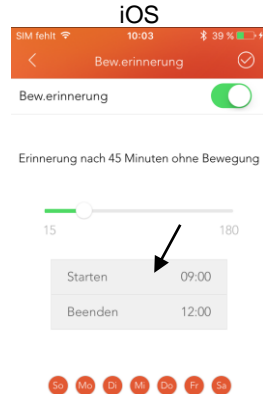 iOS
SIM fehlt 10:03 39 %
Bew.erinnerung
Bew.erinnerung
Erinnerung nach 45 Minuten ohne Bewegung
15 180
Starten 09:00
Beenden 12:00
So Mo Di Mi Do Fr Sa